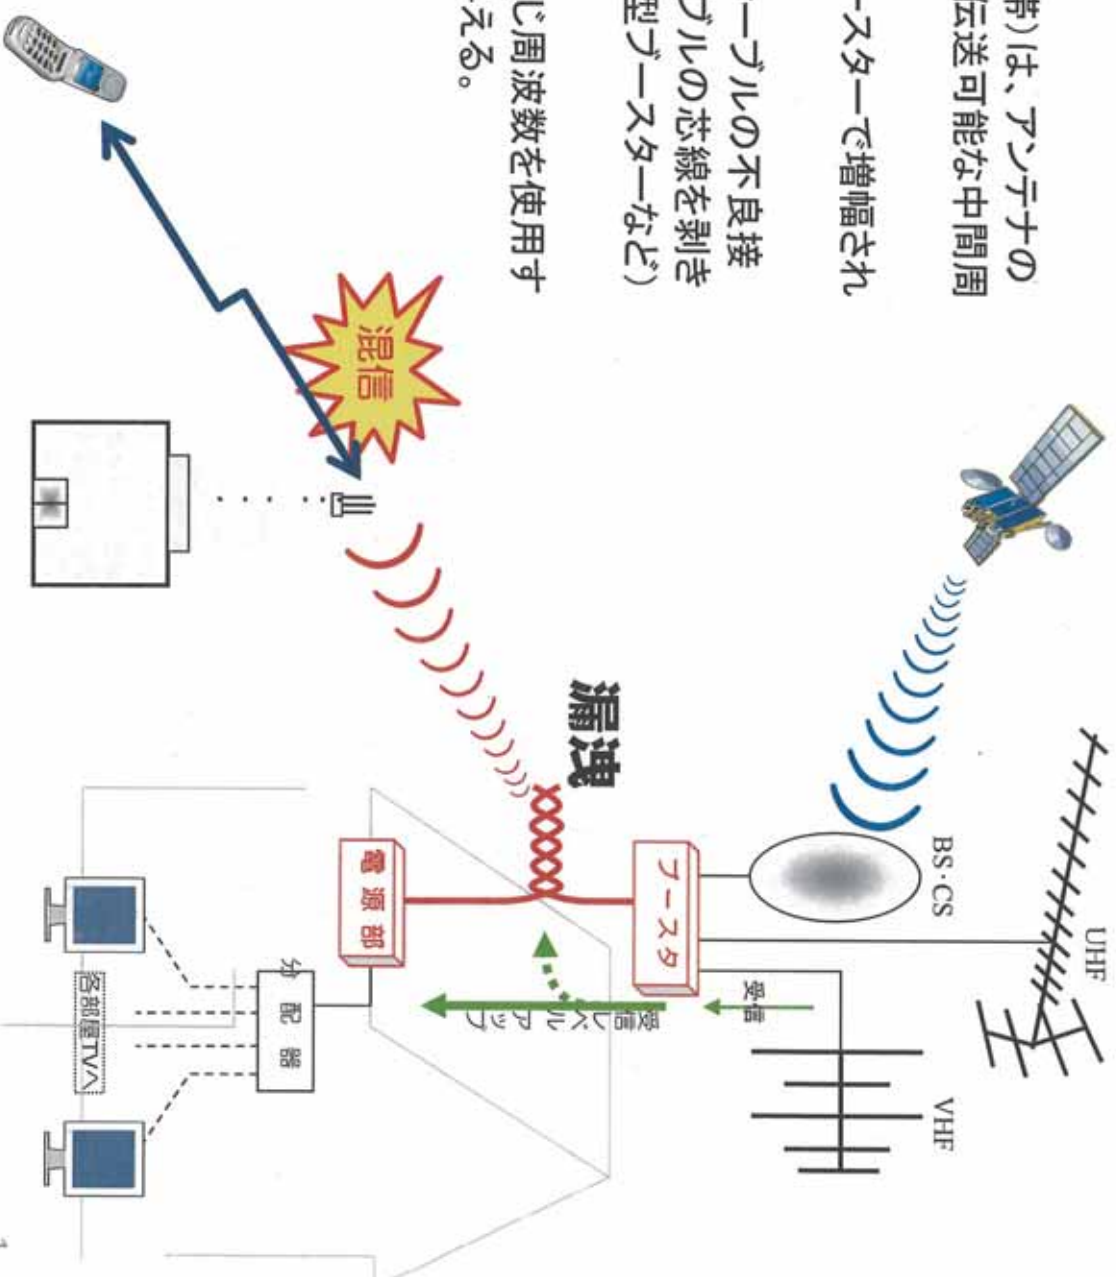 帯)は、アンテナの
伝送可能な中間周
ースターで増幅され
ーブルの不良接
ブルの芯線を剥き
型ブースターなど)
じ周波数を使用す
える。
UHF
BS・CS
VHF
受信
ブースタ
受信レベルアップ
漏洩
混信
電源部
分配器
各部屋TVへ
1